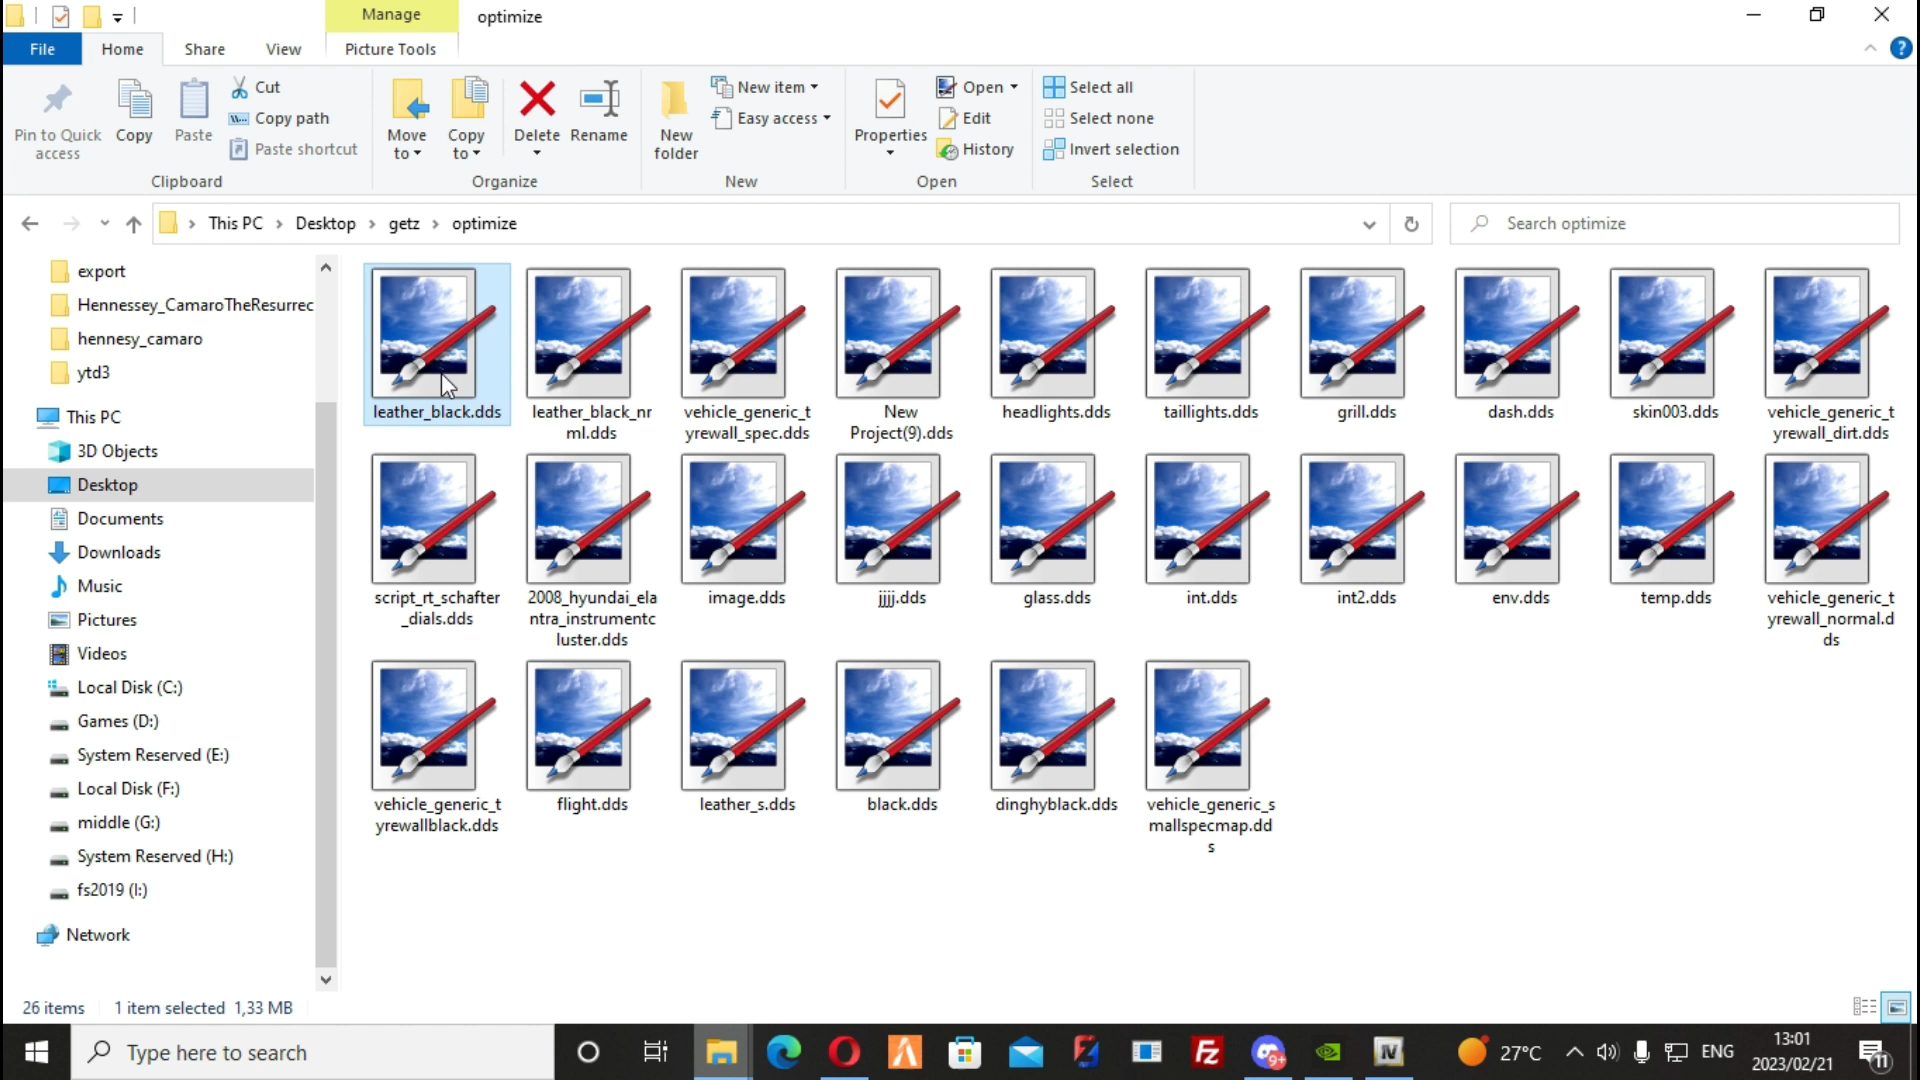 Manage
optimize
File
Home
Share
View
Picture Tools
Pin to Quick
access
Copy
Paste
Cut
Copy path
Paste shortcut
Clipboard
Move
to
Copy
to
Delete
Rename
Organize
New
folder
New item
Easy access
New
Properties
Open
Edit
History
Open
Select all
Select none
Invert selection
Select
This PC
Desktop
getz
optimize
Search optimize
export
Hennessey_CamaroTheResurrec
hennesy_camaro
ytd3
This PC
3D Objects
Desktop
Documents
Downloads
Music
Pictures
Videos
Local Disk (C:)
Games (D:)
System Reserved (E:)
Local Disk (F:)
middle (G:)
System Reserved (H:)
fs2019 (I:)
Network
leather_black.dds
leather_black_nr
ml.dds
vehicle_generic_t
yrewall_spec.dds
New
Project(9).dds
headlights.dds
taillights.dds
grill.dds
dash.dds
skin003.dds
vehicle_generic_t
yrewall_dirt.dds
script_rt_schafter
_dials.dds
2008_hyundai_ela
ntra_instrumentc
luster.dds
image.dds
jjjj.dds
glass.dds
int.dds
int2.dds
env.dds
temp.dds
vehicle_generic_t
yrewall_normal.d
ds
vehicle_generic_t
yrewallblack.dds
flight.dds
leather_s.dds
black.dds
dinghyblack.dds
vehicle_generic_s
mallspecmap.dd
s
26 items
1 item selected 1,33 MB
Type here to search
Fz
9+
27°C
ENG
13:01
2023/02/21
11